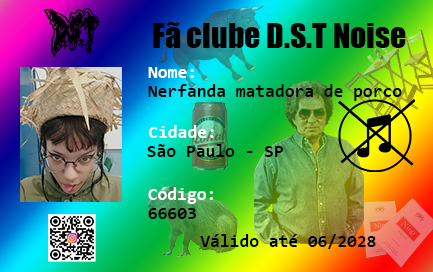 Fã clube D.S.T Noise
Nome:
Nerfanda matadora de porco
Cidade:
São Paulo - SP
Código:
66603
Válido até 06/2028